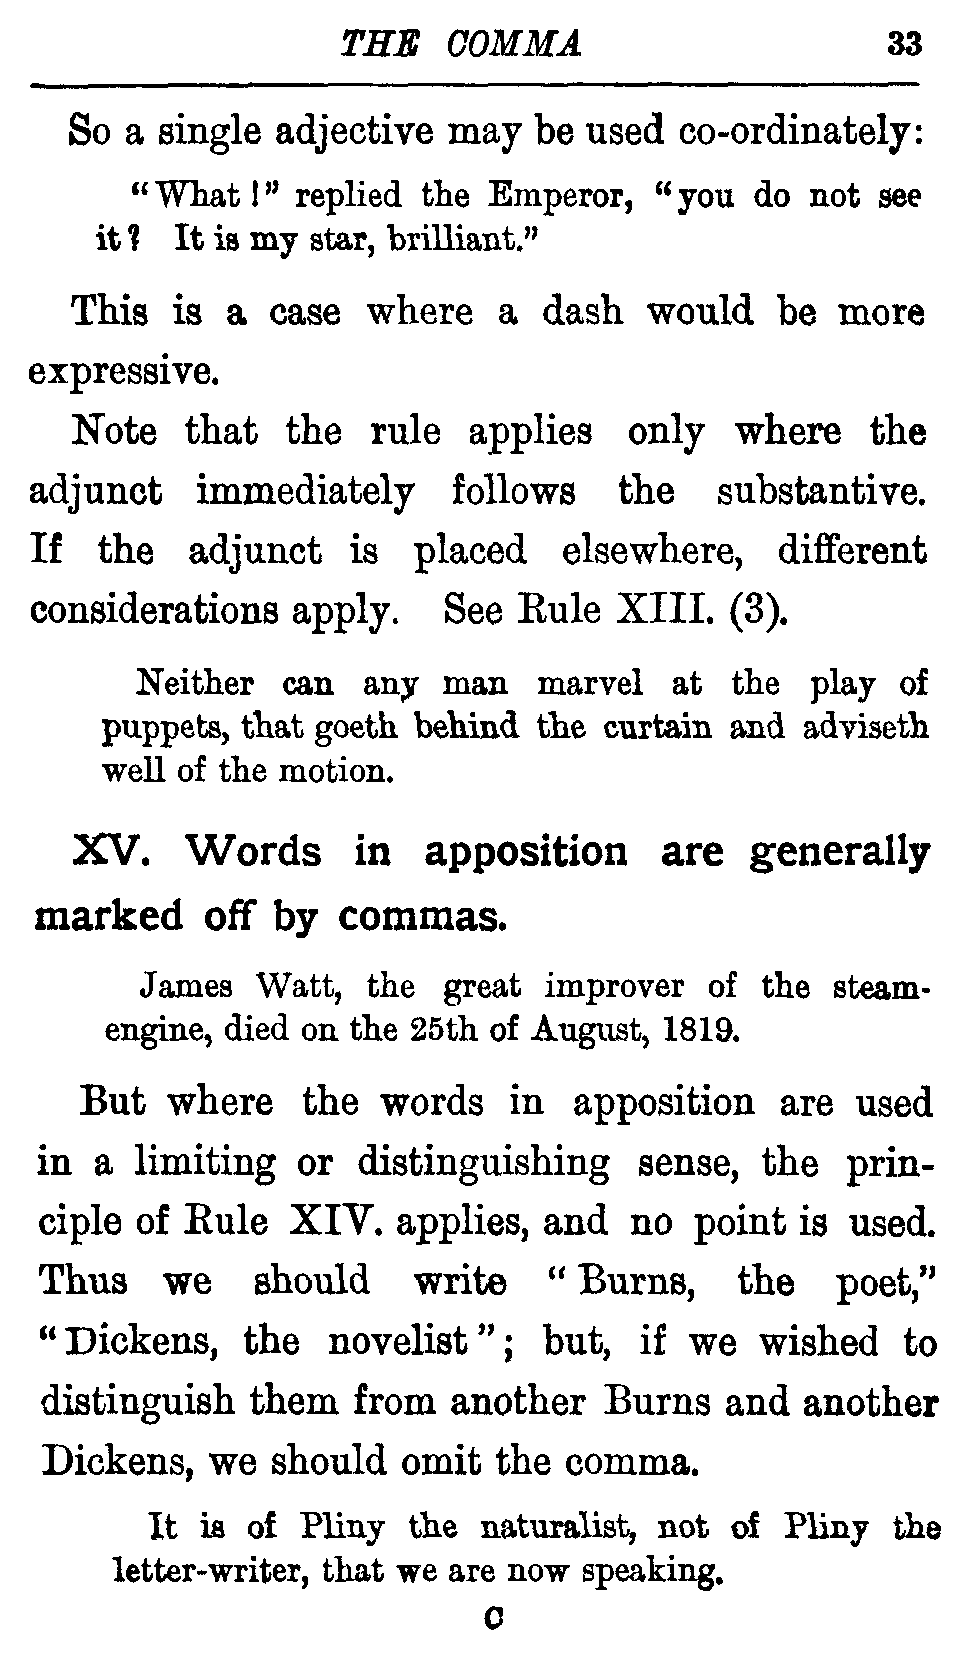 THE COMMA 33
So a single adjective may be used co-ordinately:
“What!” replied the Emperor, “you do not see
it? It is my star, brilliant.”
This is a case where a dash would be more
expressive.
Note that the rule applies only where the
adjunct immediately follows the substantive.
If the adjunct is placed elsewhere, different
considerations apply. See Rule XIII. (3).
Neither can any man marvel at the play of
puppets, that goeth behind the curtain and adviseth
well of the motion.
XV. Words in apposition are generally
marked off by commas.
James Watt, the great improver of the steam-
engine, died on the 25th of August, 1819.
But where the words in apposition are used
in a limiting or distinguishing sense, the prin-
ciple of Rule XIV. applies, and no point is used.
Thus we should write “Burns, the poet,”
“Dickens, the novelist”; but, if we wished to
distinguish them from another Burns and another
Dickens, we should omit the comma.
It is of Pliny the naturalist, not of Pliny the
letter-writer, that we are now speaking.
C